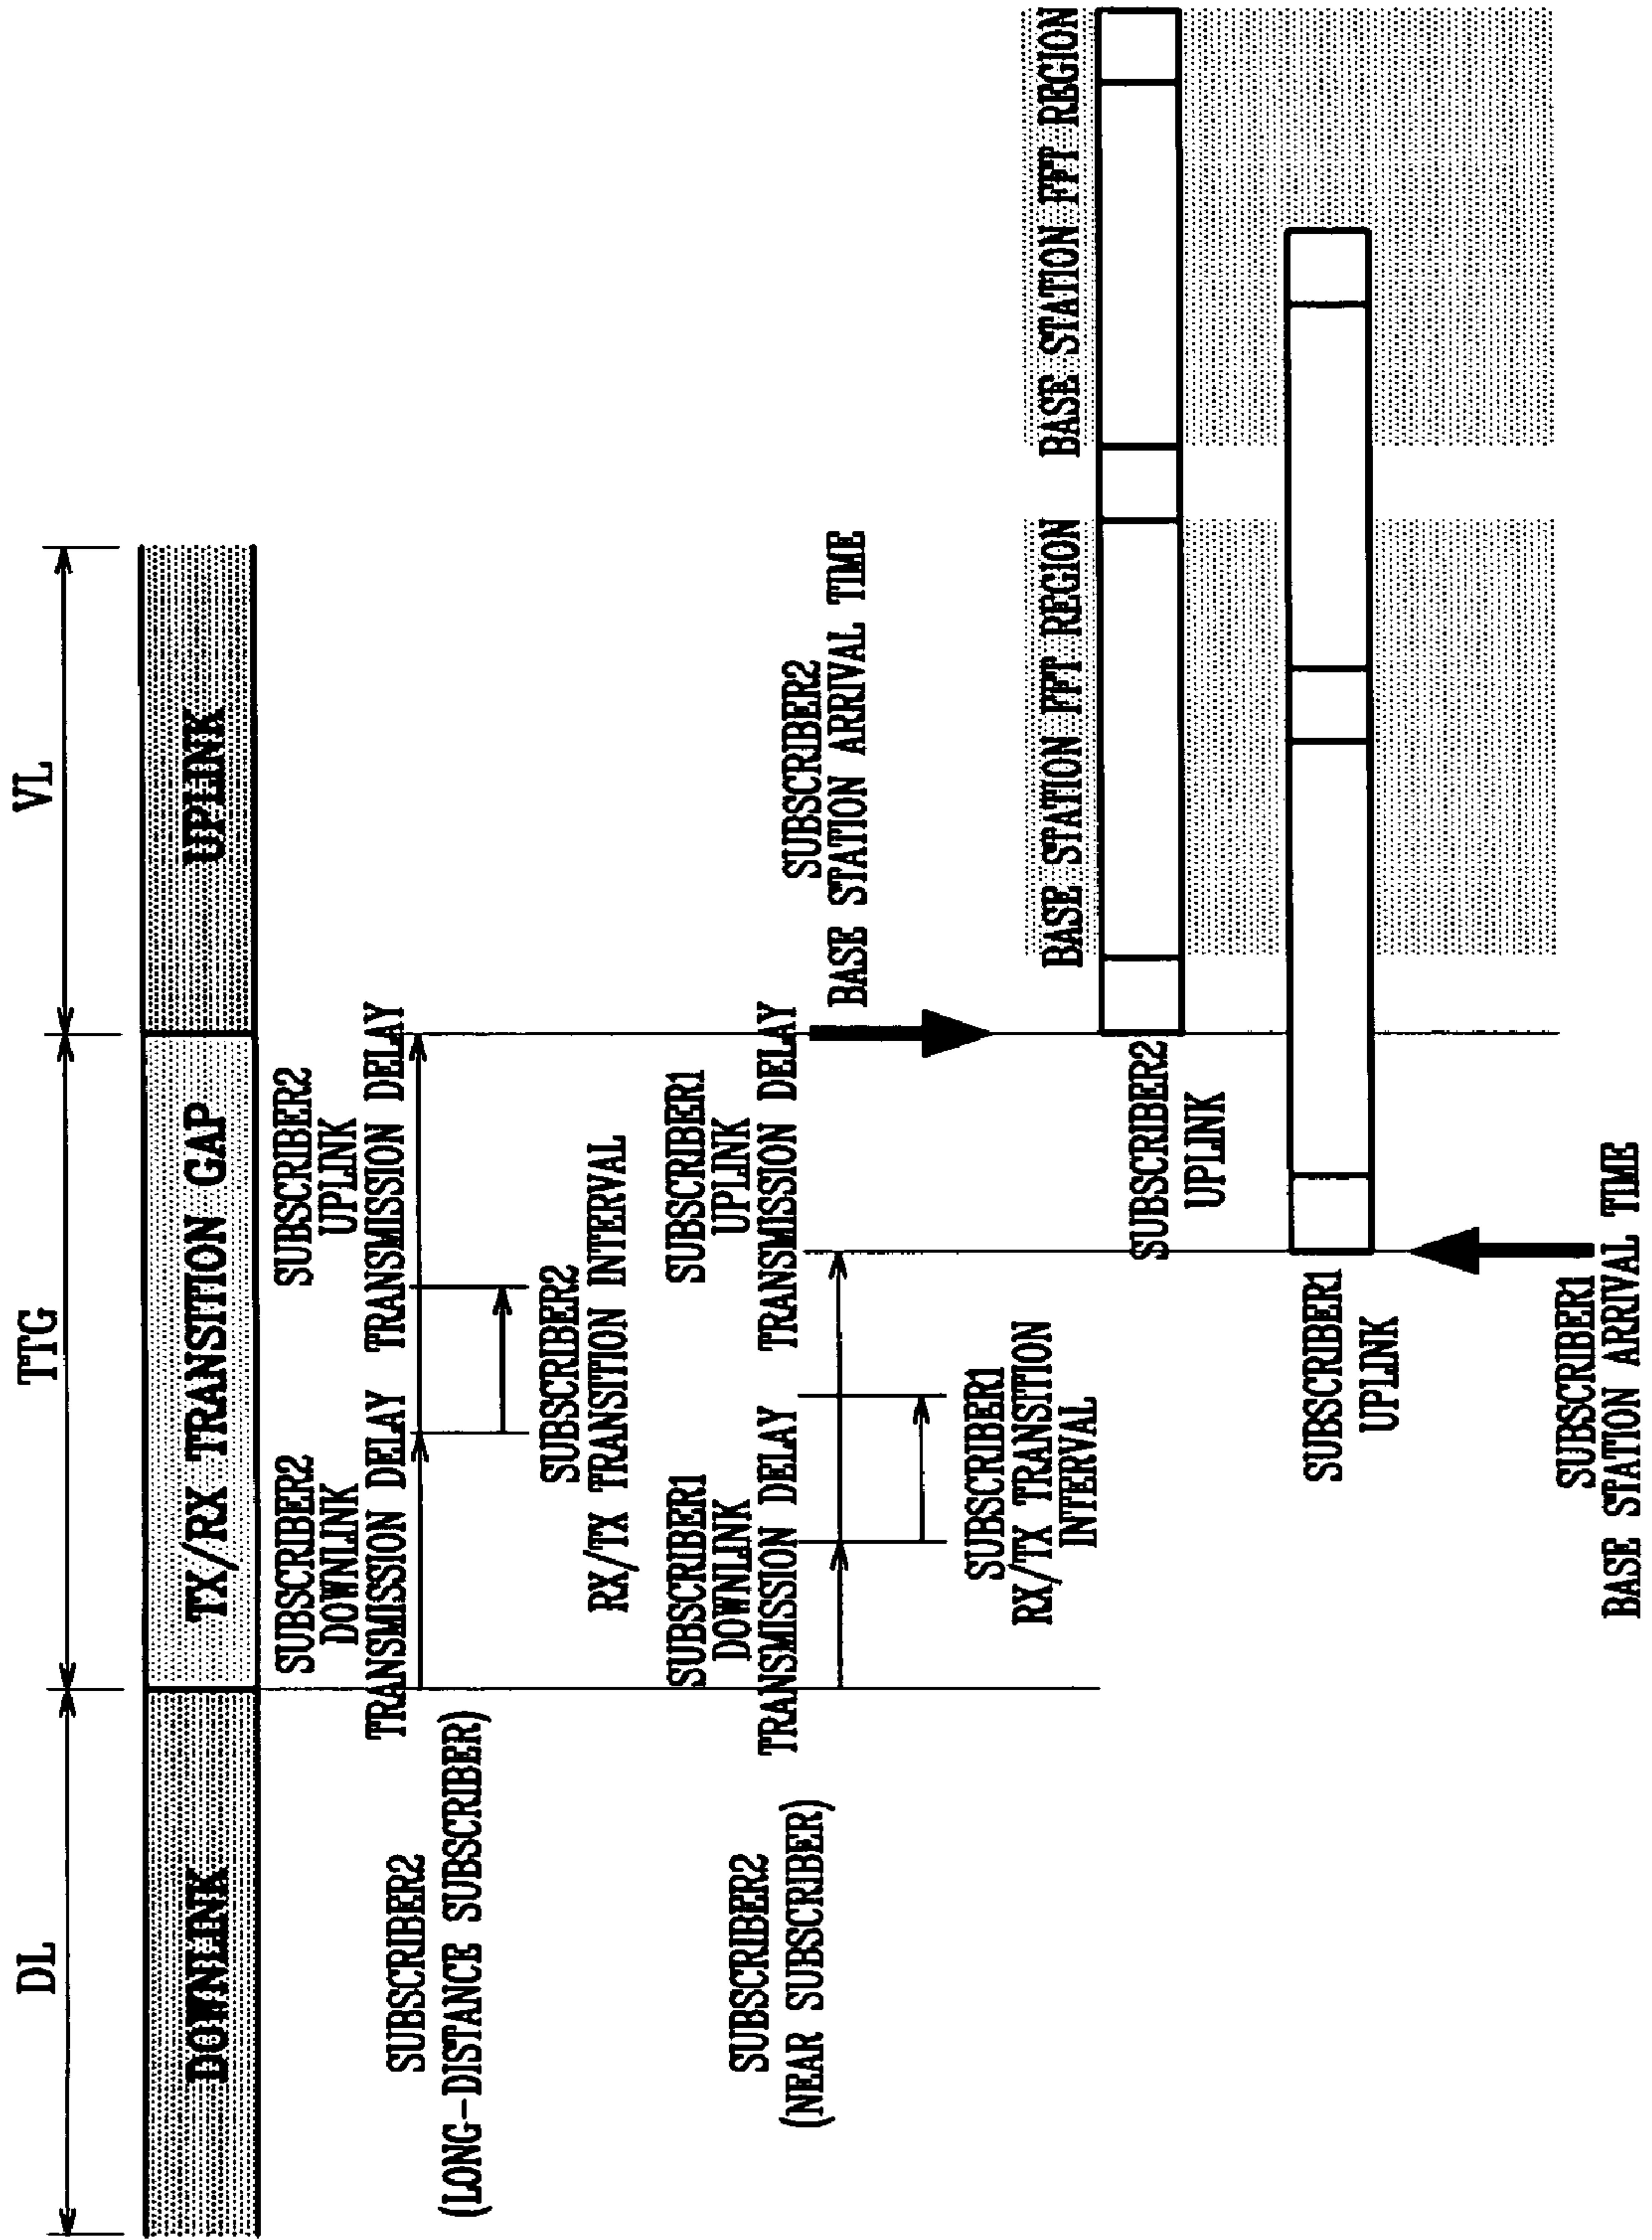 DL
TTG
VL
DOWNLINK
TX/RX TRANSITION GAP
UPLINK
SUBSCRIBER2
(LONG-DISTANCE SUBSCRIBER)
SUBSCRIBER2
DOWNLINK
TRANSMISSION DELAY
SUBSCRIBER2
UPLINK
TRANSMISSION DELAY
SUBSCRIBER2
RX/TX TRANSITION INTERVAL
SUBSCRIBER2
(NEAR SUBSCRIBER)
SUBSCRIBER1
DOWNLINK
TRANSMISSION DELAY
SUBSCRIBER1
UPLINK
TRANSMISSION DELAY
SUBSCRIBER2
BASE STATION ARRIVAL TIME
SUBSCRIBER1
RX/TX TRANSITION
INTERVAL
BASE STATION FFT REGION
BASE STATION FFT REGION
SUBSCRIBER2
UPLINK
SUBSCRIBER1
UPLINK
SUBSCRIBER1
BASE STATION ARRIVAL TIME